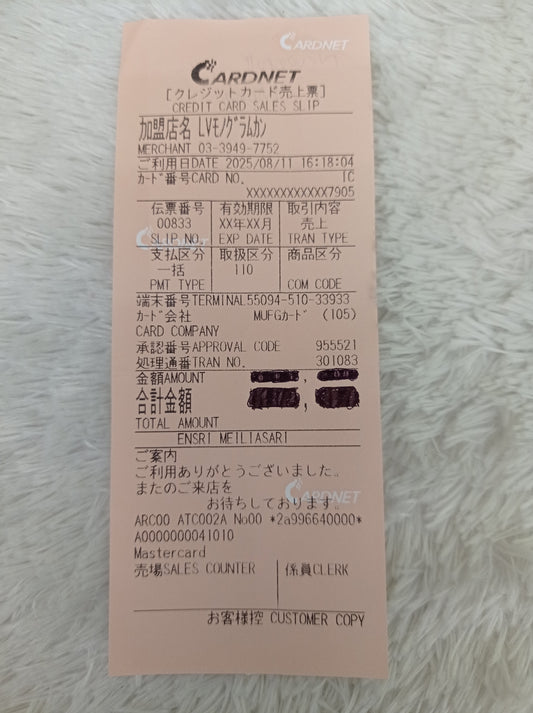 CARDNET
CARDNET
[クレジットカード売上票]
CREDIT CARD SALES SLIP
加盟店名 LVモノグラムカン
MERCHANT 03-3949-7752
ご利用日DATE 2025/08/11 16:18:04
カード番号CARD NO. IC
XXXXXXXXXXXX7905
伝票番号 有効期限 取引内容
00833 XX年XX月 売上
SLIP NO. EXP DATE TRAN TYPE
CARDNET
支払区分 取扱区分 商品区分
一括 110
PMT TYPE COM CODE
端末番号TERMINAL55094-510-33933
カード会社 MUFGカード (105)
CARD COMPANY
承認番号APPROVAL CODE 955521
処理通番TRAN NO. 301083
金額AMOUNT
合計金額
TOTAL AMOUNT
ENSRI MEILIASARI
ご案内
ご利用ありがとうございました。
またのご来店を
お待ちしております。
CARDNET
ARC00 ATC002A No00 *2a996640000*
A0000000041010
Mastercard
売場SALES COUNTER 係員CLERK
お客様控 CUSTOMER COPY